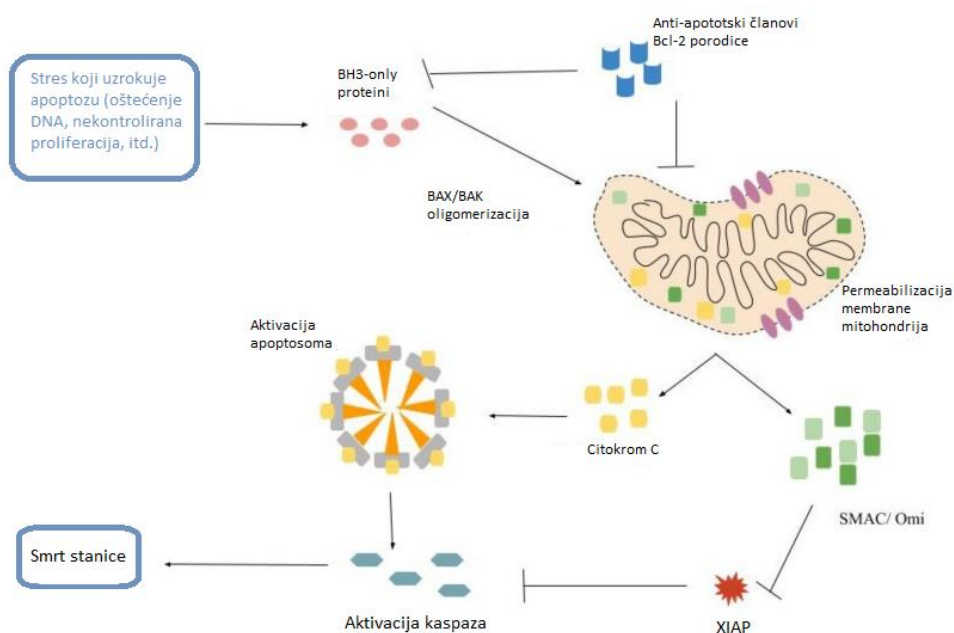 Anti-apototski članovi
Bcl-2 porodice
Stres koji uzrokuje
apoptozu (oštećenje
DNA, nekontrolirana
proliferacija, itd.)
BH3-only
proteini
BAX/BAK
oligomerizacija
Permeabilizacija
membrane
mitohondrija
Aktivacija
apoptosoma
Citokrom C
SMAC/ Omi
Smrt stanice
Aktivacija kaspaza
XIAP